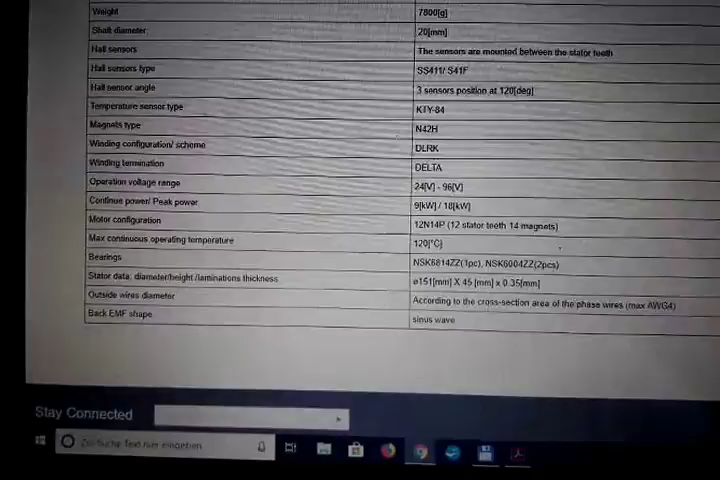 Weight 7800[g]
Shaft diameter 20[mm]
Hall sensors The sensors are mounted between the stator teeth
Hall sensors type SS411/ S41F
Hall sensor angle 3 sensors position at 120[deg]
Temperature sensor type KTY-84
Magnets type N42H
Winding configuration/ scheme DLRK
Winding termination DELTA
Operation voltage range 24[V] - 96[V]
Continue power/ Peak power 9[kW] / 18[kW]
Motor configuration 12N14P (12 stator teeth 14 magnets)
Max continuous operating temperature 120[°C]
Bearings NSK6814ZZ(1pc), NSK6004ZZ(2pcs)
Stator data: diameter/height /laminations thickness ø151[mm] X 45 [mm] x 0.35[mm]
Outside wires diameter According to the cross-section area of the phase wires (max AWG4)
Back EMF shape sinus wave
Stay Connected
Zur Suche Text hier eingeben